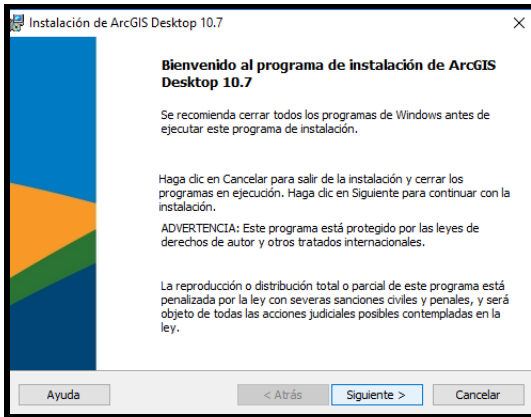 Instalación de ArcGIS Desktop 10.7
Bienvenido al programa de instalación de ArcGIS
Desktop 10.7
Se recomienda cerrar todos los programas de Windows antes de
ejecutar este programa de instalación.
Haga clic en Cancelar para salir de la instalación y cerrar los
programas en ejecución. Haga clic en Siguiente para continuar con la
instalación.
ADVERTENCIA: Este programa está protegido por las leyes de
derechos de autor y otros tratados internacionales.
La reproducción o distribución total o parcial de este programa está
penalizada por la ley con severas sanciones civiles y penales, y será
objeto de todas las acciones judiciales posibles contempladas en la
ley.
Ayuda < Atrás Siguiente > Cancelar